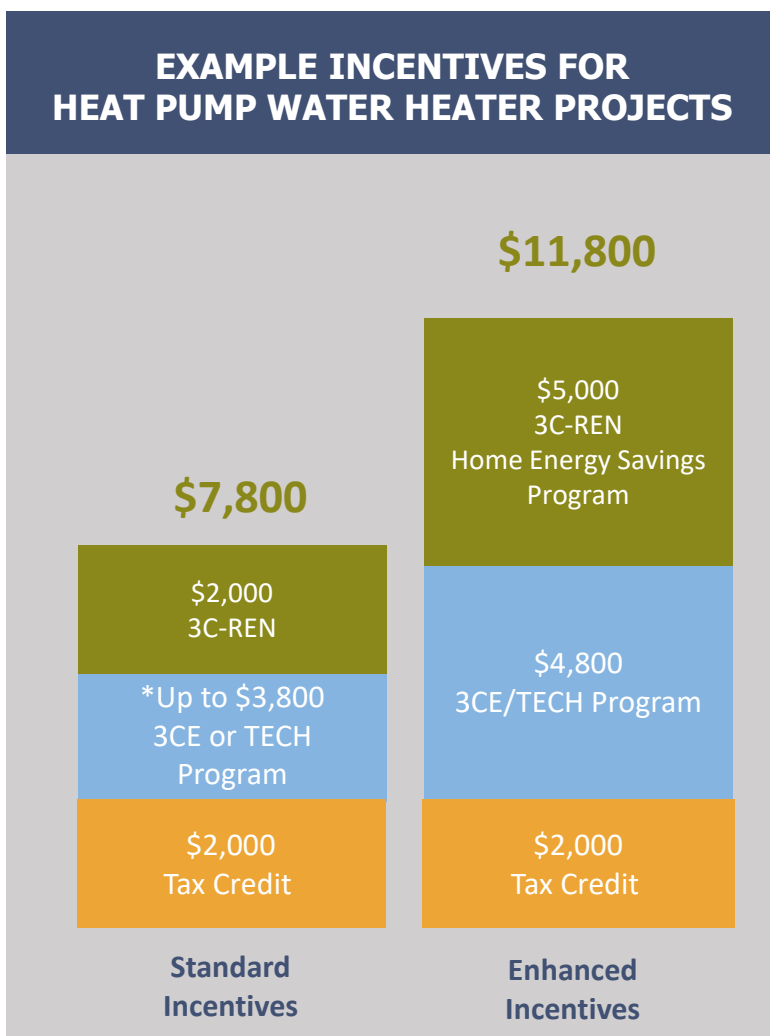 EXAMPLE INCENTIVES FOR
HEAT PUMP WATER HEATER PROJECTS
$7,800
$2,000
3C-REN
*Up to $3,800
3CE or TECH
Program
$2,000
Tax Credit
Standard
Incentives
$11,800
$5,000
3C-REN
Home Energy Savings
Program
$4,800
3CE/TECH Program
$2,000
Tax Credit
Enhanced
Incentives